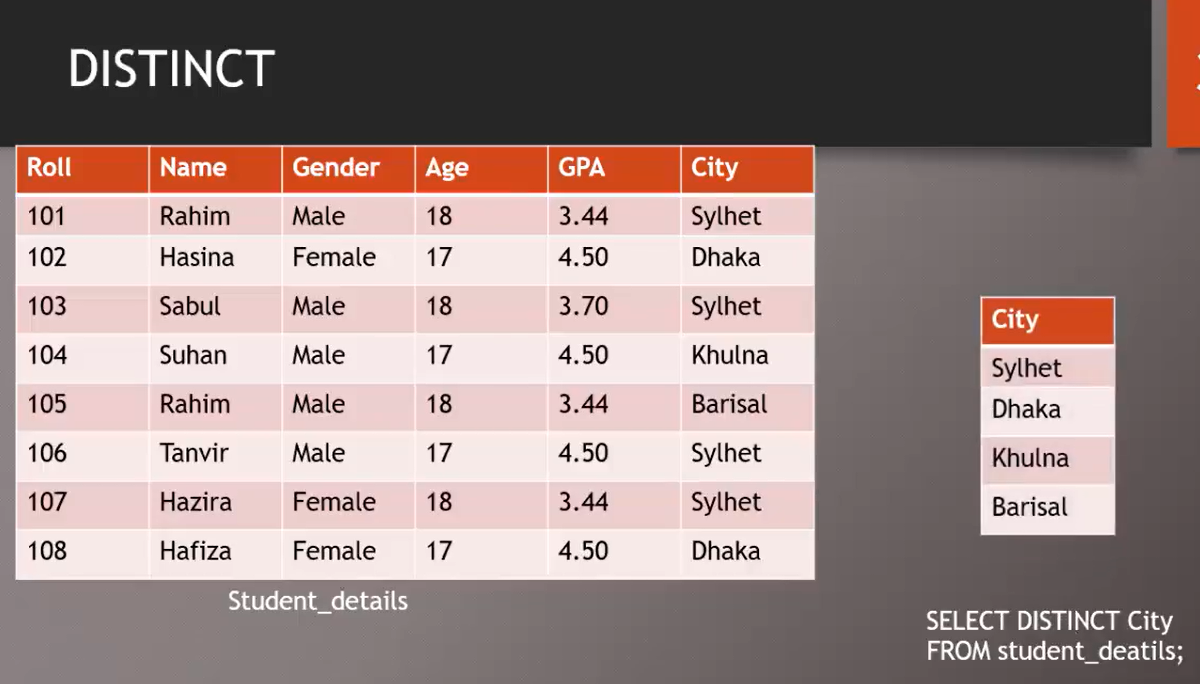 DISTINCT
Roll Name Gender Age GPA City
101 Rahim Male 18 3.44 Sylhet
102 Hasina Female 17 4.50 Dhaka
103 Sabul Male 18 3.70 Sylhet
104 Suhan Male 17 4.50 Khulna
105 Rahim Male 18 3.44 Barisal
106 Tanvir Male 17 4.50 Sylhet
107 Hazira Female 18 3.44 Sylhet
108 Hafiza Female 17 4.50 Dhaka
Student_details
City
Sylhet
Dhaka
Khulna
Barisal
SELECT DISTINCT City
FROM student_deatils;